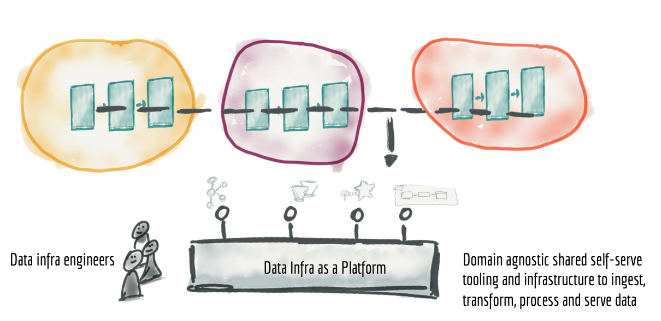 Data infra engineers
Data Infra as a Platform
Domain agnostic shared self-serve
tooling and infrastructure to ingest,
transform, process and serve data